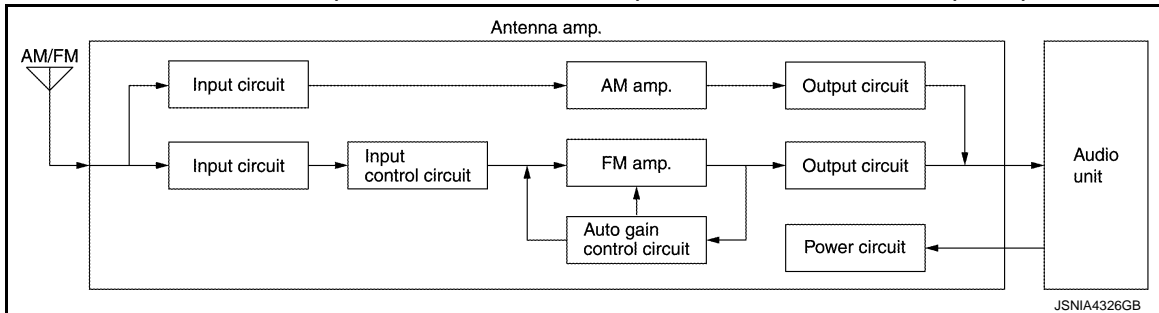 Antenna amp.
AM/FM
Input circuit
AM amp.
Output circuit
Input circuit
Input
control circuit
FM amp.
Output circuit
Audio
unit
Auto gain
control circuit
Power circuit
JSNIA4326GB